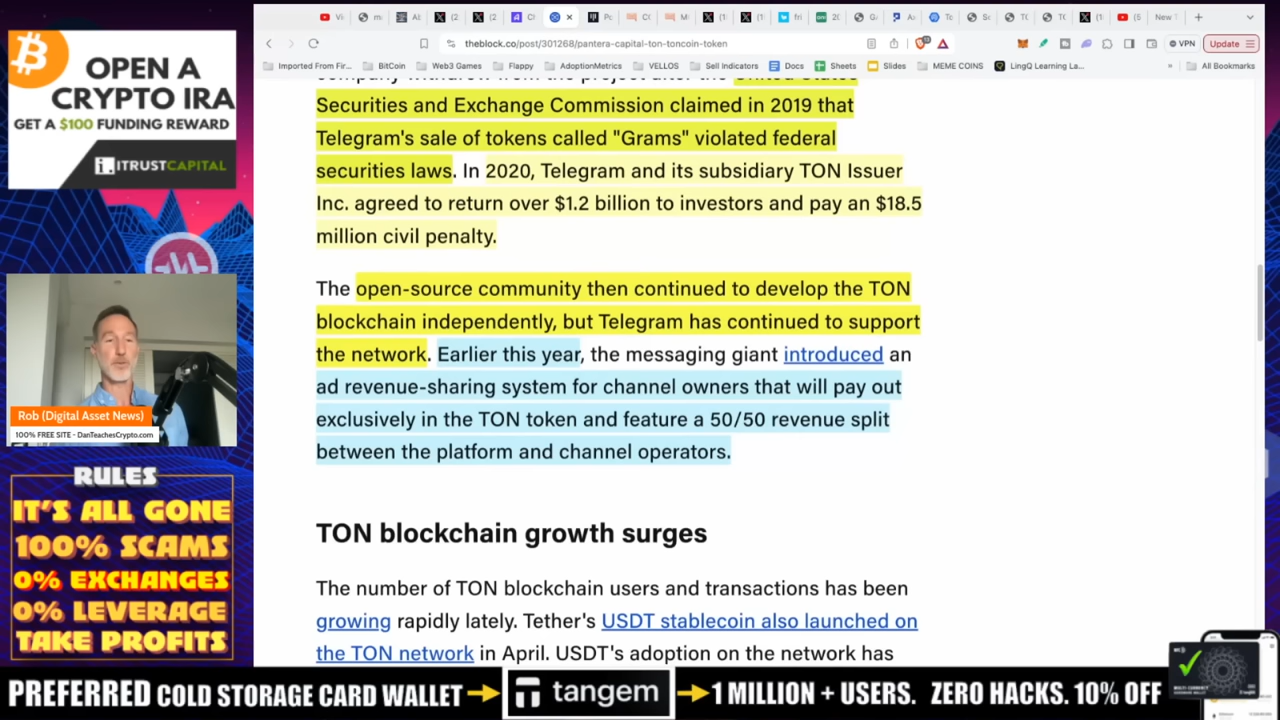 OPEN A
CRYPTO IRA
GET A $100 FUNDING REWARD
i. iTRUSTCAPITAL
Rob (Digital Asset News)
100% FREE SITE - DanTeachesCrypto.com
RULES
IT'S ALL GONE
100% SCAMS
0% EXCHANGES
0% LEVERAGE
TAKE PROFITS
theblock.co/post/301268/pantera-capital-ton-toncoin-token
VPN
Update
Imported From Fir... BitCoin Web3 Games Flappy AdoptionMetrics VELLOS Sell Indicators Docs Sheets Slides MEME COINS LingQ Learning La... » All Bookmarks
company withdrew from the project after the United States
Securities and Exchange Commission claimed in 2019 that
Telegram's sale of tokens called "Grams" violated federal
securities laws. In 2020, Telegram and its subsidiary TON Issuer
Inc. agreed to return over $1.2 billion to investors and pay an $18.5
million civil penalty.
The open-source community then continued to develop the TON
blockchain independently, but Telegram has continued to support
the network. Earlier this year, the messaging giant introduced an
ad revenue-sharing system for channel owners that will pay out
exclusively in the TON token and feature a 50/50 revenue split
between the platform and channel operators.
TON blockchain growth surges
The number of TON blockchain users and transactions has been
growing rapidly lately. Tether's USDT stablecoin also launched on
the TON network in April. USDT's adoption on the network has
PREFERRED COLD STORAGE CARD WALLET → tangem → 1 MILLION + USERS. ZERO HACKS. 10% OFF